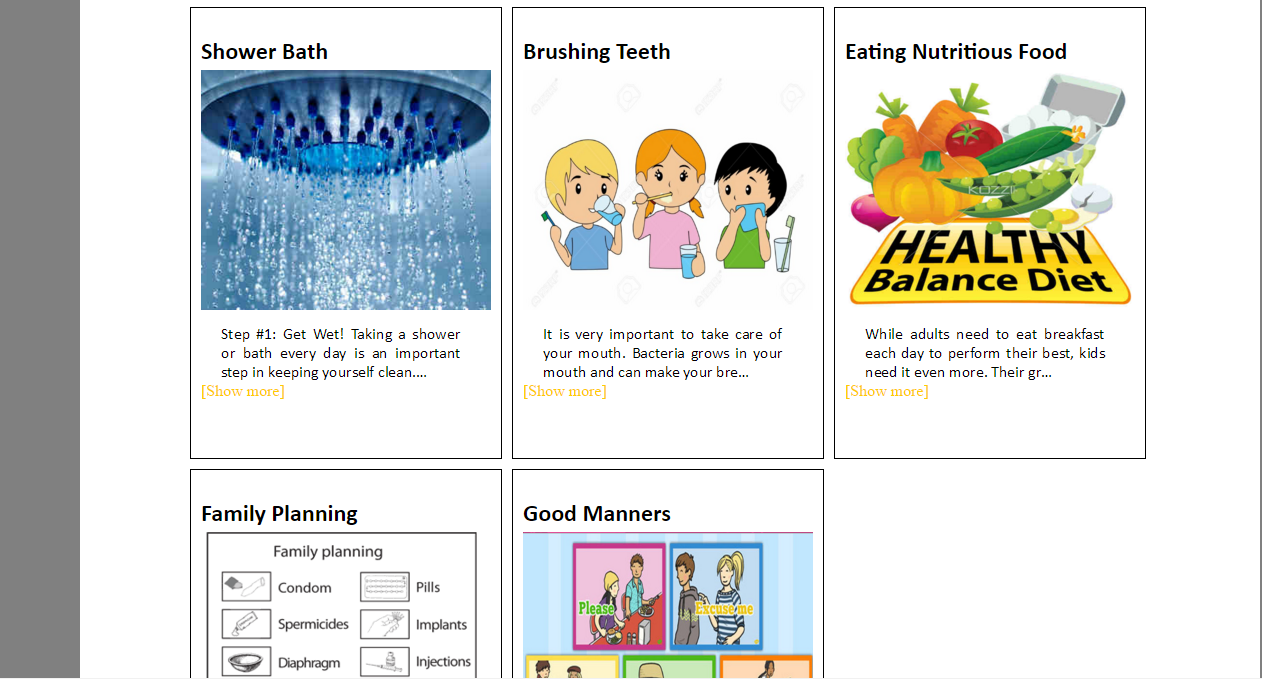 Shower Bath
Step #1: Get Wet! Taking a shower
or bath every day is an important
step in keeping yourself clean....
[Show more]
Brushing Teeth
It is very important to take care of
your mouth. Bacteria grows in your
mouth and can make your bre...
[Show more]
Eating Nutritious Food
KOZZI
HEALTHY
Balance Diet
While adults need to eat breakfast
each day to perform their best, kids
need it even more. Their gr...
[Show more]
Family Planning
Family planning
Condom
Pills
Spermicides
Implants
Diaphragm
Injections
Good Manners
Please
Excuse me